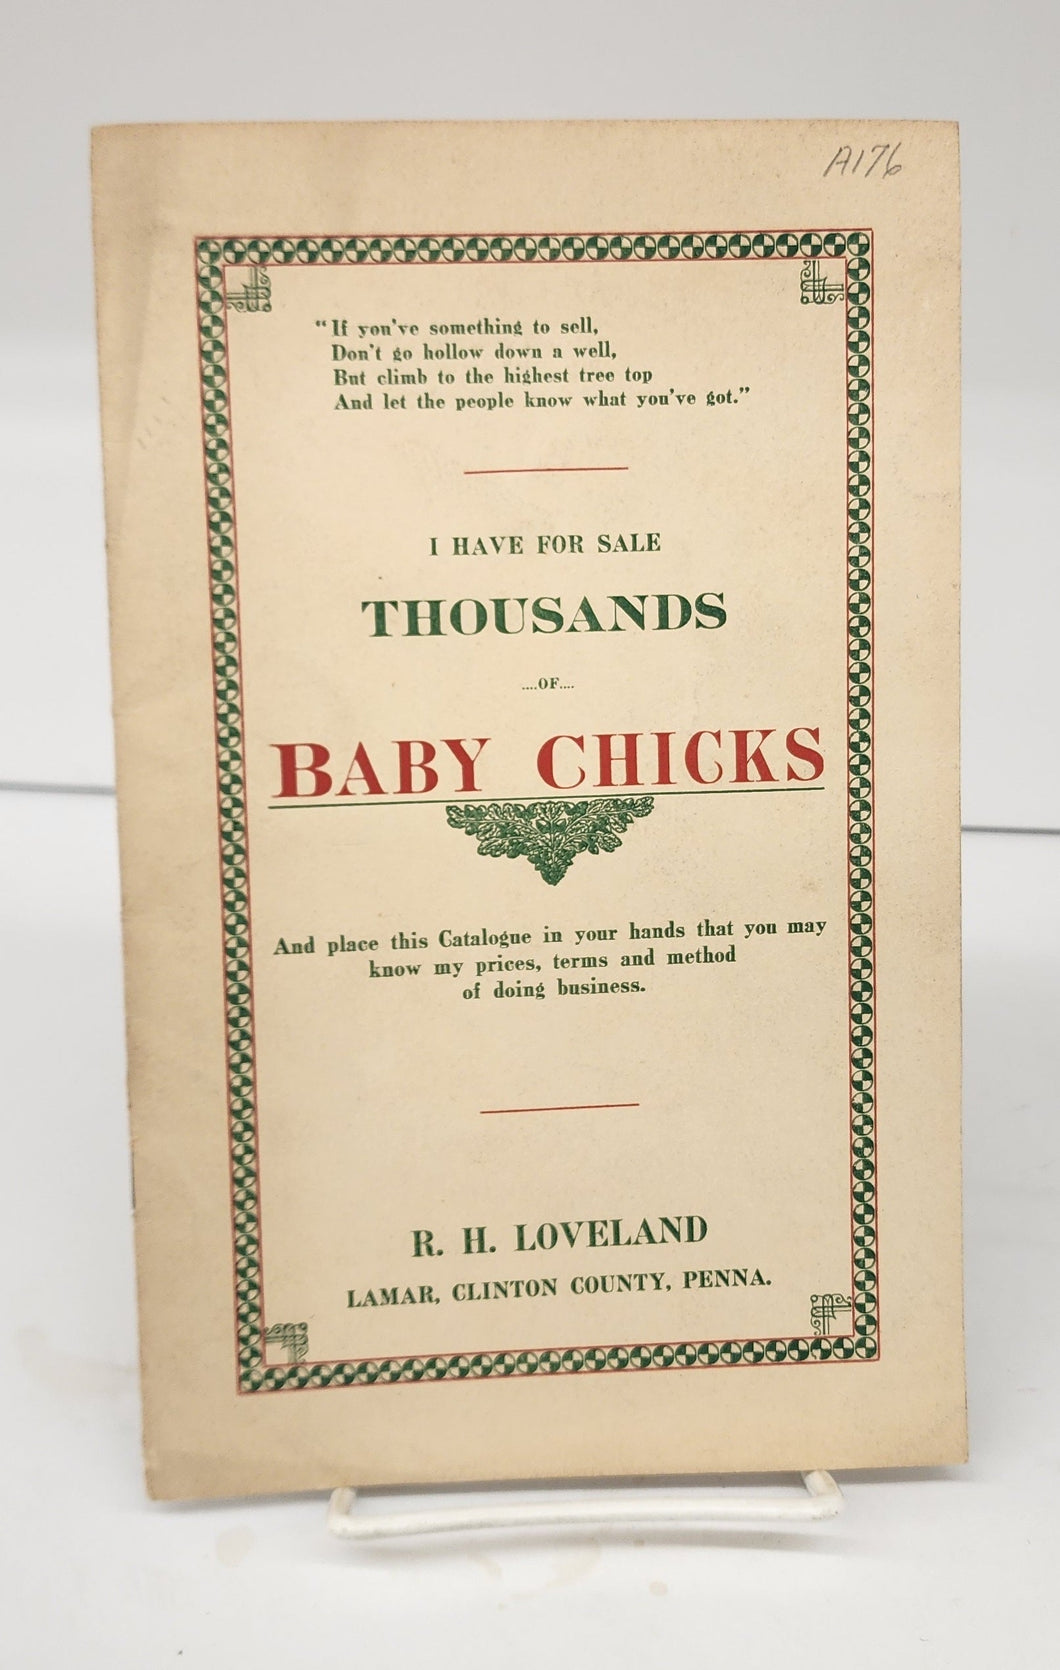 A176
"If you've something to sell,
Don't go hollow down a well,
But climb to the highest tree top
And let the people know what you've got."
I HAVE FOR SALE
THOUSANDS
....OF....
BABY CHICKS
And place this Catalogue in your hands that you may
know my prices, terms and method
of doing business.
R. H. LOVELAND
LAMAR, CLINTON COUNTY, PENNA.